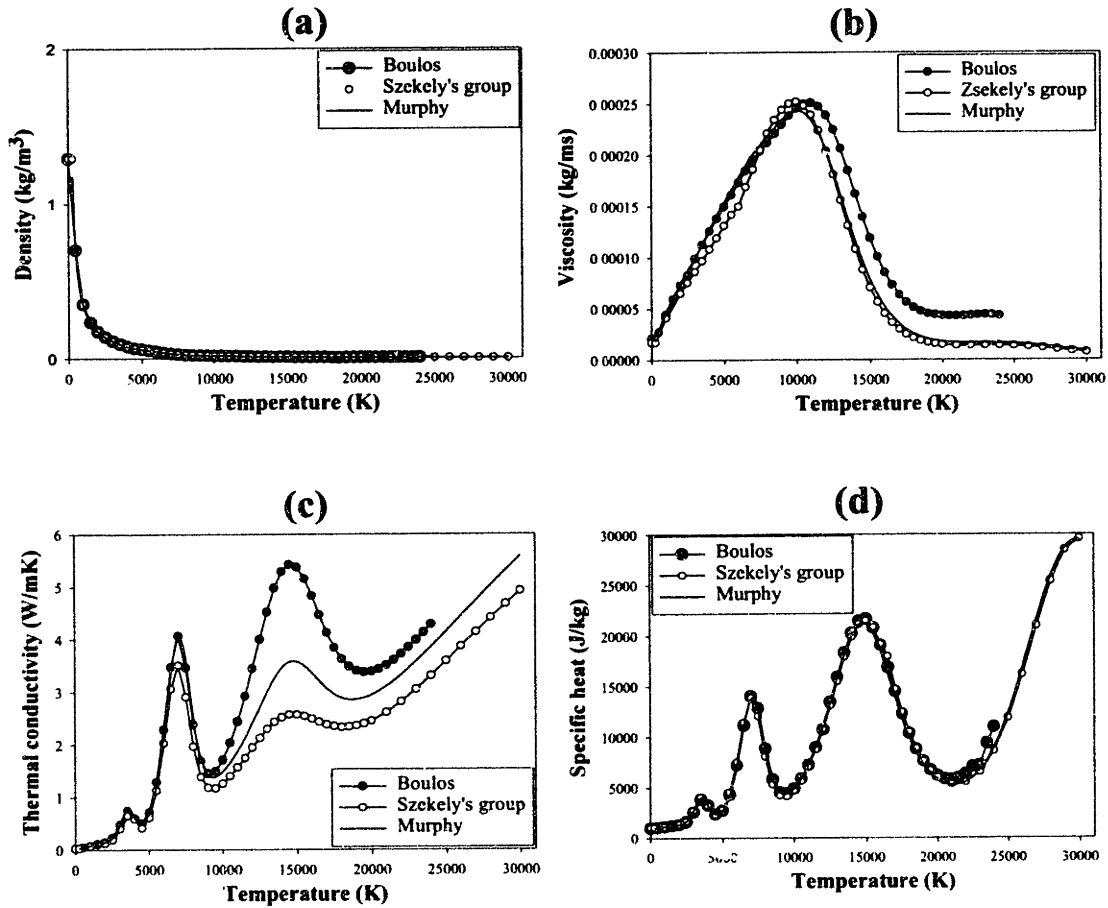 (a)
2
1
0
Density (kg/m³)
Boulos
Szekely's group
Murphy
0 5000 10000 15000 20000 25000 30000
Temperature (K)
(b)
0.00030
0.00025
0.00020
0.00015
0.00010
0.00005
0.00000
Viscosity (kg/ms)
Boulos
Zsekely's group
Murphy
0 5000 10000 15000 20000 25000 30000
Temperature (K)
(c)
6
5
4
3
2
1
0
Thermal conductivity (W/mK)
Boulos
Szekely's group
Murphy
0 5000 10000 15000 20000 25000 30000
Temperature (K)
(d)
30000
20000
10000
5000
0
Specific heat (J/kg)
Boulos
Szekely's group
Murphy
0 10000 15000 20000 25000 30000
Temperature (K)